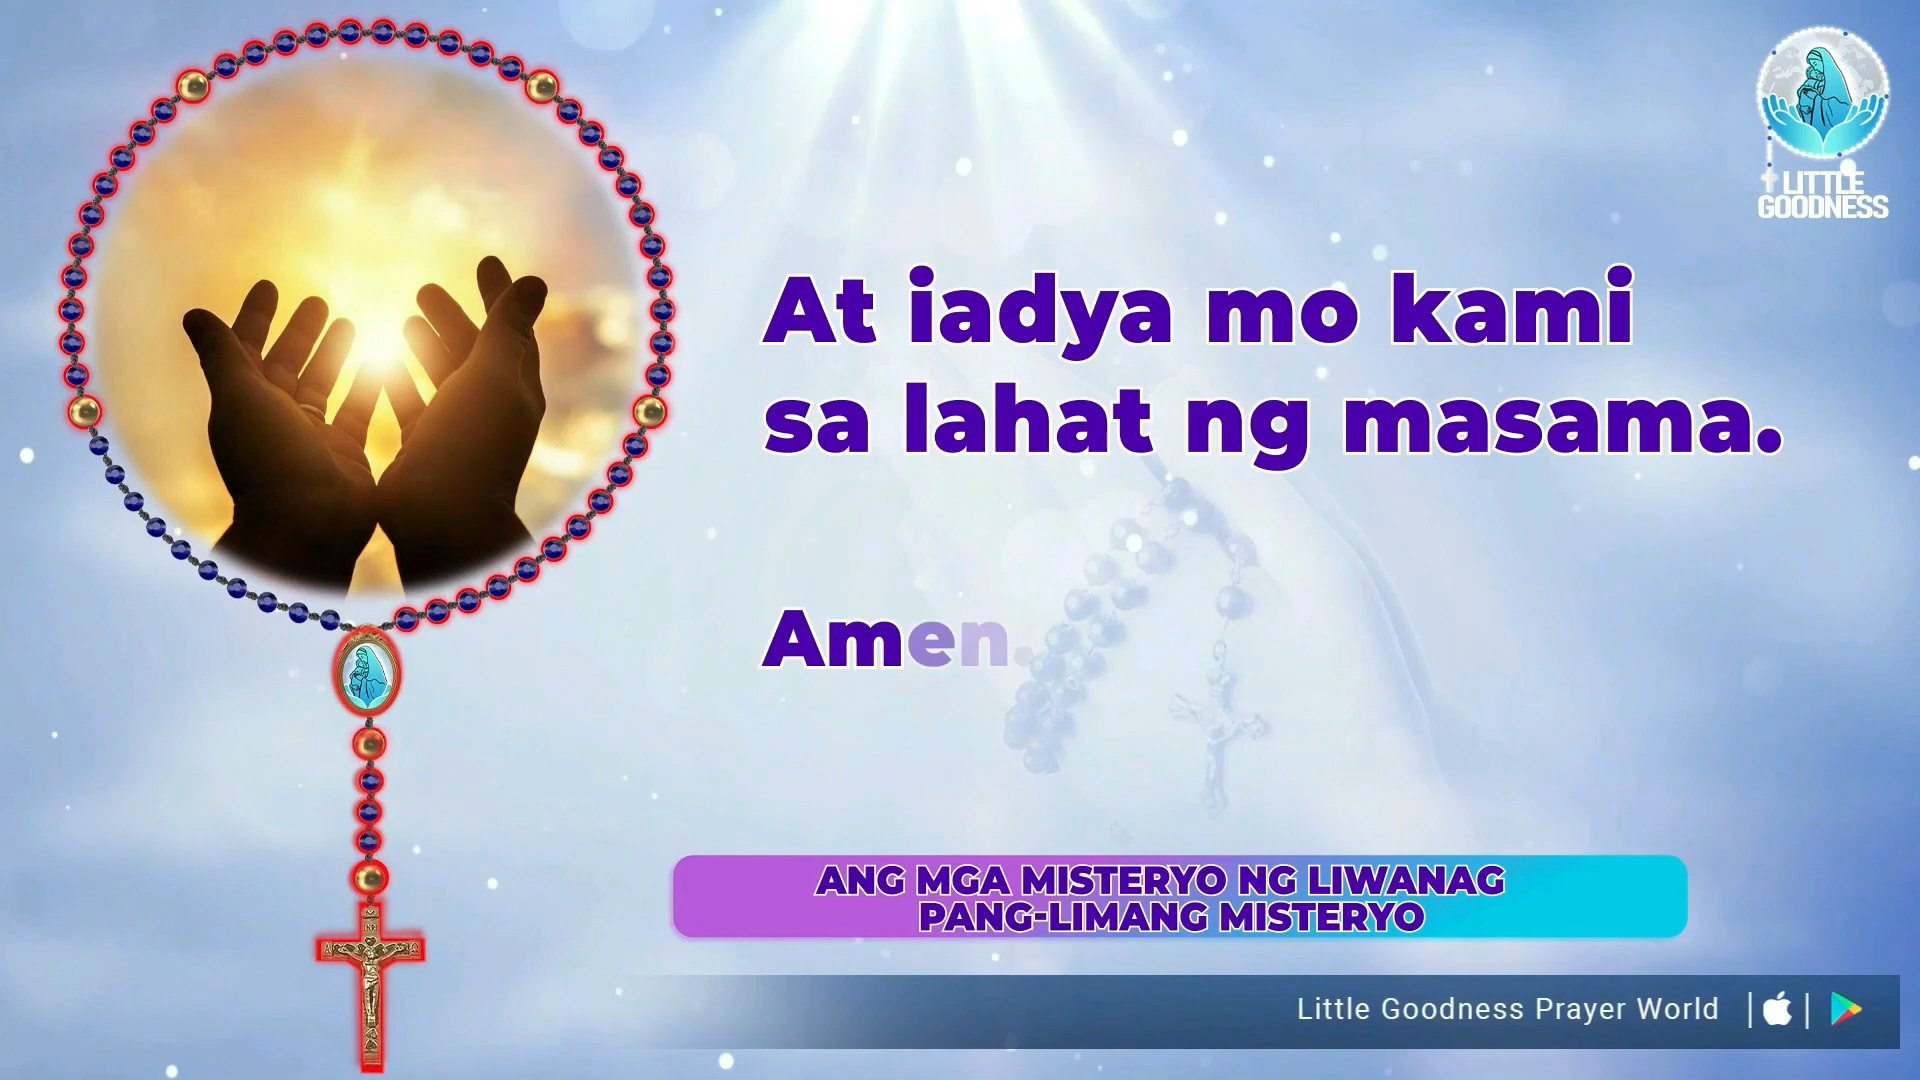 LITTLE
GOODNESS
At iadya mo kami
sa lahat ng masama.
Amen.
INRI
ANG MGA MISTERYO NG LIWANAG
PANG-LIMANG MISTERYO
Little Goodness Prayer World